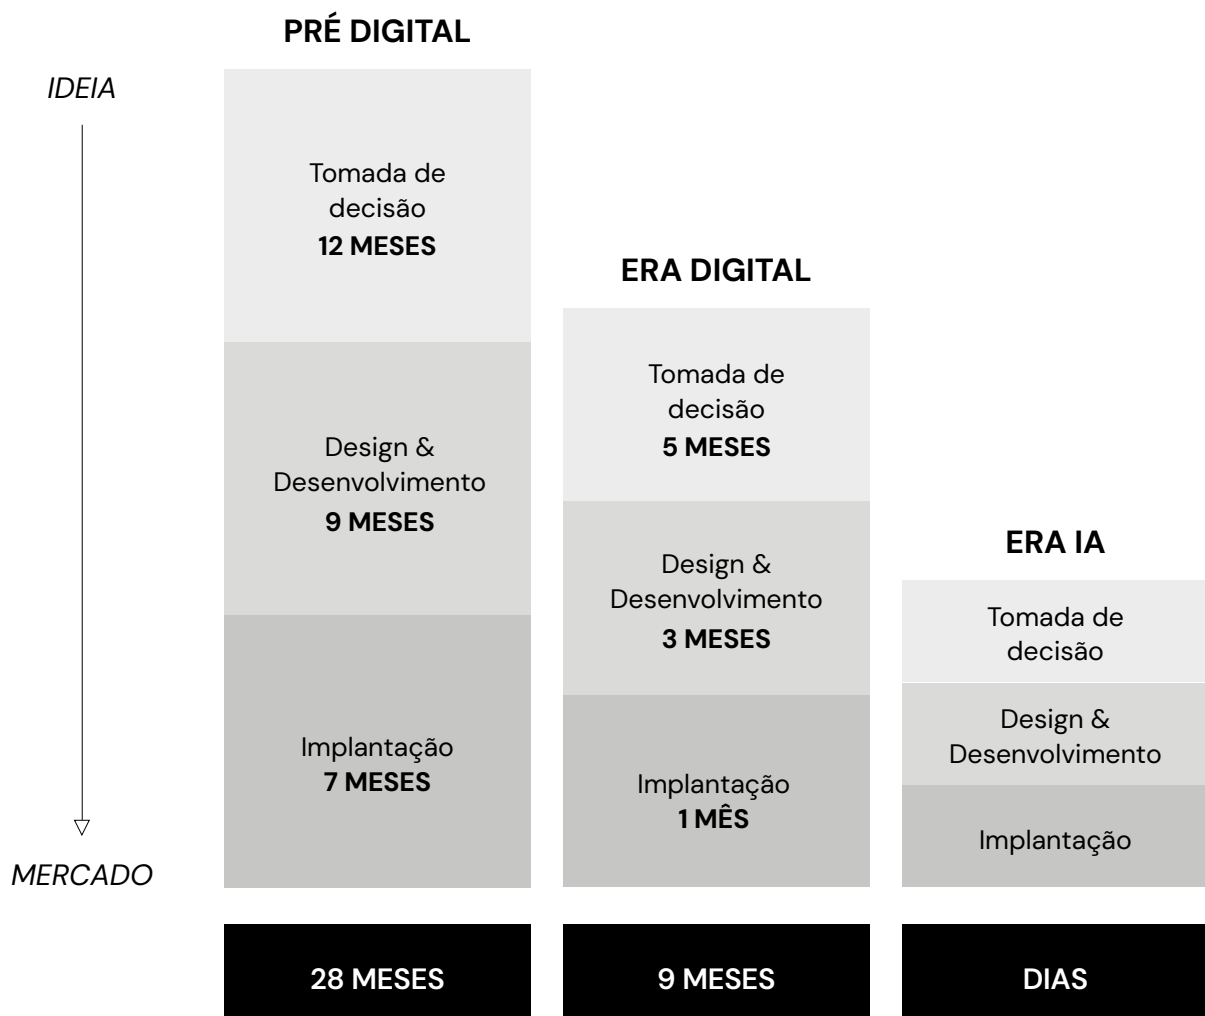 PRÉ DIGITAL
IDEIA
Tomada de
decisão
12 MESES
Design &
Desenvolvimento
9 MESES
Implantação
7 MESES
MERCADO
28 MESES
ERA DIGITAL
Tomada de
decisão
5 MESES
Design &
Desenvolvimento
3 MESES
Implantação
1 MÊS
9 MESES
ERA IA
Tomada de
decisão
Design &
Desenvolvimento
Implantação
DIAS